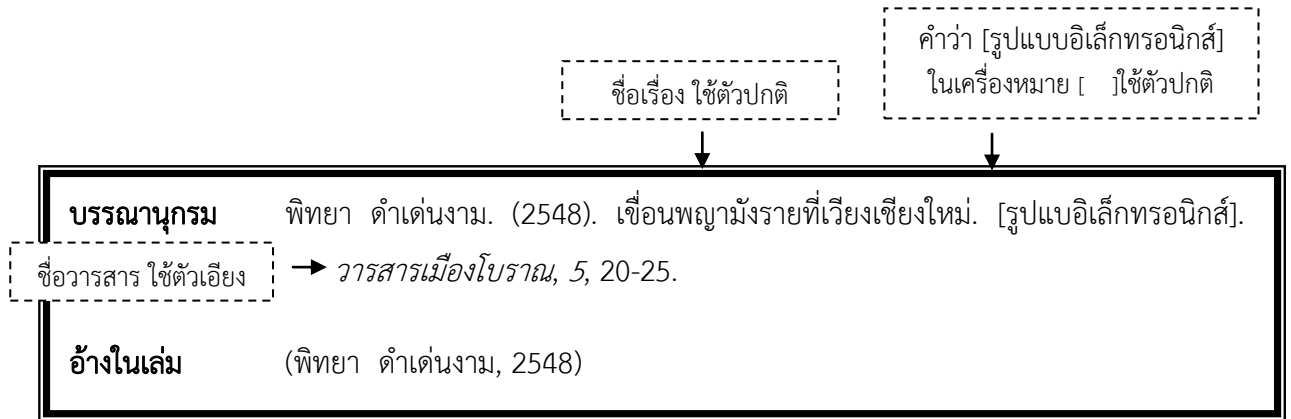 คำว่า [รูปแบบอิเล็กทรอนิกส์]
ในเครื่องหมาย [ ]ใช้ตัวปกติ
ชื่อเรื่อง ใช้ตัวปกติ
บรรณานุกรม พิทยา ดำเด่นงาม. (2548). เขื่อนพญามังรายที่เวียงเชียงใหม่. [รูปแบบอิเล็กทรอนิกส์].
ชื่อวารสาร ใช้ตัวเอียง วารสารเมืองโบราณ, 5, 20-25.
อ้างในเล่ม (พิทยา ดำเด่นงาม, 2548)